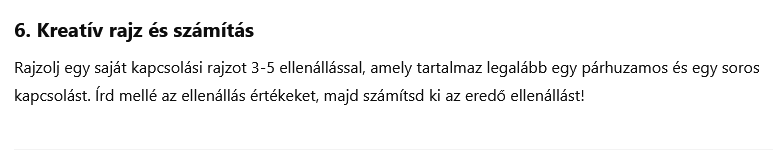 6. Kreatív rajz és számítás
Rajzolj egy saját kapcsolási rajzot 3-5 ellenállással, amely tartalmaz legalább egy párhuzamos és egy soros
kapcsolást. Írd mellé az ellenállás értékeket, majd számítsd ki az eredő ellenállást!